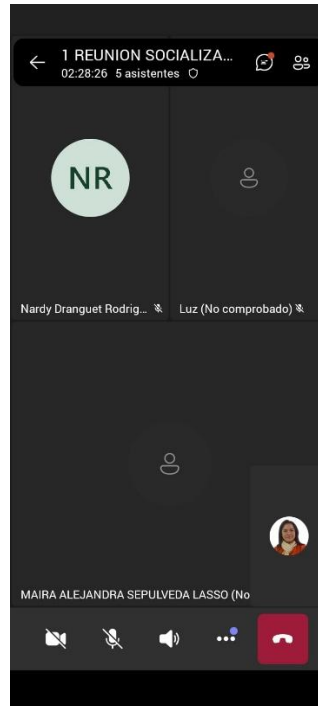 1 REUNION SOCIALIZA...
02:28:26 5 asistentes
NR
Nardy Dranguet Rodrig...
Luz (No comprobado)
MAIRA ALEJANDRA SEPULVEDA LASSO (No